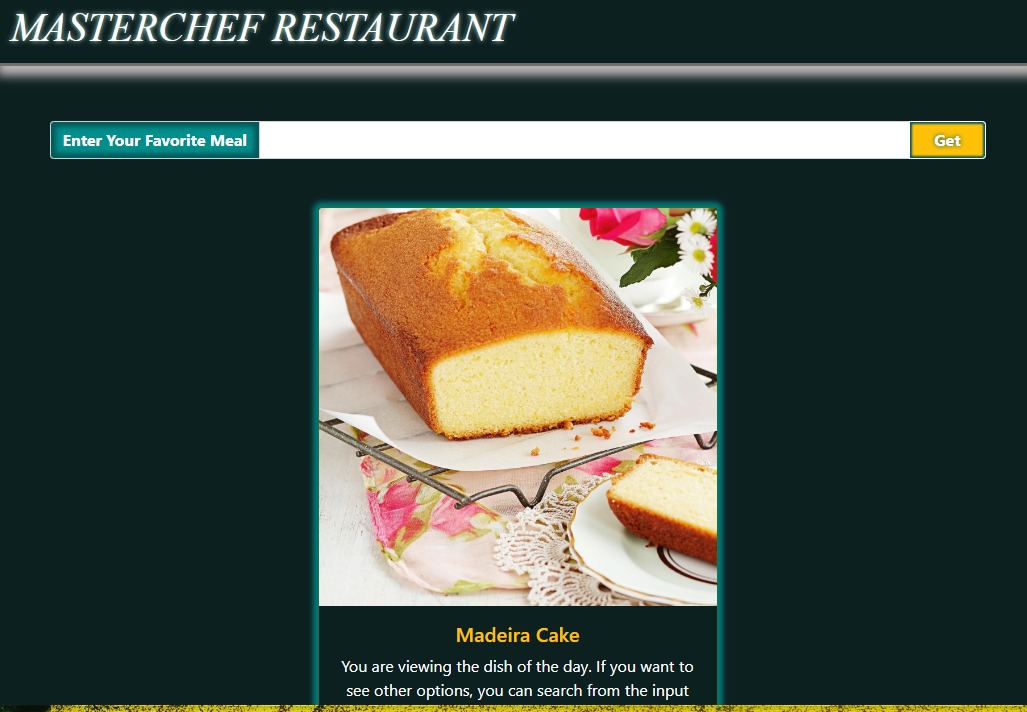 MASTERCHEF RESTAURANT
Enter Your Favorite Meal
Get
Madeira Cake
You are viewing the dish of the day. If you want to
see other options, you can search from the input